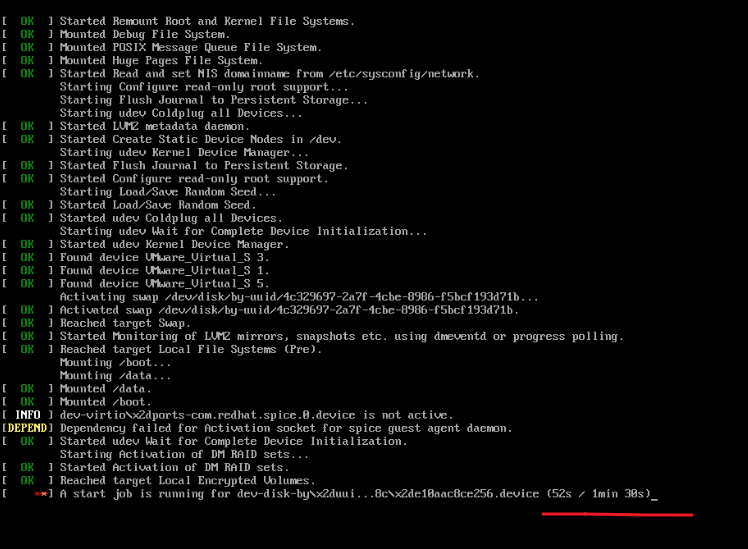 [  OK  ] Started Remount Root and Kernel File Systems.
[  OK  ] Mounted Debug File System.
[  OK  ] Mounted POSIX Message Queue File System.
[  OK  ] Mounted Huge Pages File System.
[  OK  ] Started Read and set NIS domainname from /etc/sysconfig/network.
         Starting Configure read-only root support...
         Starting Flush Journal to Persistent Storage...
         Starting udev Coldplug all Devices...
[  OK  ] Started LVM2 metadata daemon.
[  OK  ] Started Create Static Device Nodes in /dev.
         Starting udev Kernel Device Manager...
[  OK  ] Started Flush Journal to Persistent Storage.
[  OK  ] Started Configure read-only root support.
         Starting Load/Save Random Seed...
[  OK  ] Started Load/Save Random Seed.
[  OK  ] Started udev Coldplug all Devices.
         Starting udev Wait for Complete Device Initialization...
[  OK  ] Started udev Kernel Device Manager.
[  OK  ] Found device VMware_Virtual_S 3.
[  OK  ] Found device VMware_Virtual_S 1.
[  OK  ] Found device VMware_Virtual_S 5.
         Activating swap /dev/disk/by-uuid/4c329697-2a7f-4cbe-8986-f5bcf193d71b...
[  OK  ] Activated swap /dev/disk/by-uuid/4c329697-2a7f-4cbe-8986-f5bcf193d71b.
[  OK  ] Reached target Swap.
[  OK  ] Started Monitoring of LVM2 mirrors, snapshots etc. using dmeventd or progress polling.
[  OK  ] Reached target Local File Systems (Pre).
         Mounting /boot...
         Mounting /data...
[  OK  ] Mounted /data.
[  OK  ] Mounted /boot.
[ INFO ] dev-virtio\x2dports-com.redhat.spice.0.device is not active.
[DEPEND] Dependency failed for Activation socket for spice guest agent daemon.
[  OK  ] Started udev Wait for Complete Device Initialization.
         Starting Activation of DM RAID sets...
[  OK  ] Started Activation of DM RAID sets.
[  OK  ] Reached target Local Encrypted Volumes.
[    **] A start job is running for dev-disk-by\x2duui...8c\x2de10aac8ce256.device (52s / 1min 30s)_